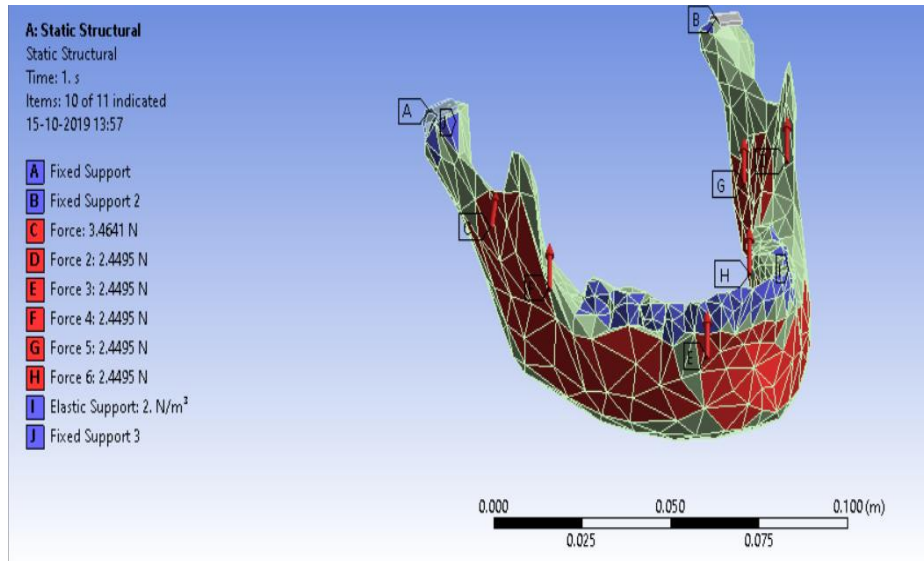 A: Static Structural
Static Structural
Time: 1. s
Items: 10 of 11 indicated
15-10-2019 13:57
A Fixed Support
B Fixed Support 2
C Force: 3.4641 N
D Force 2: 2.4495 N
E Force 3: 2.4495 N
F Force 4: 2.4495 N
G Force 5: 2.4495 N
H Force 6: 2.4495 N
I Elastic Support: 2. N/m³
J Fixed Support 3
B
A
G
H
E
0.000
0.050
0.100 (m)
0.025
0.075